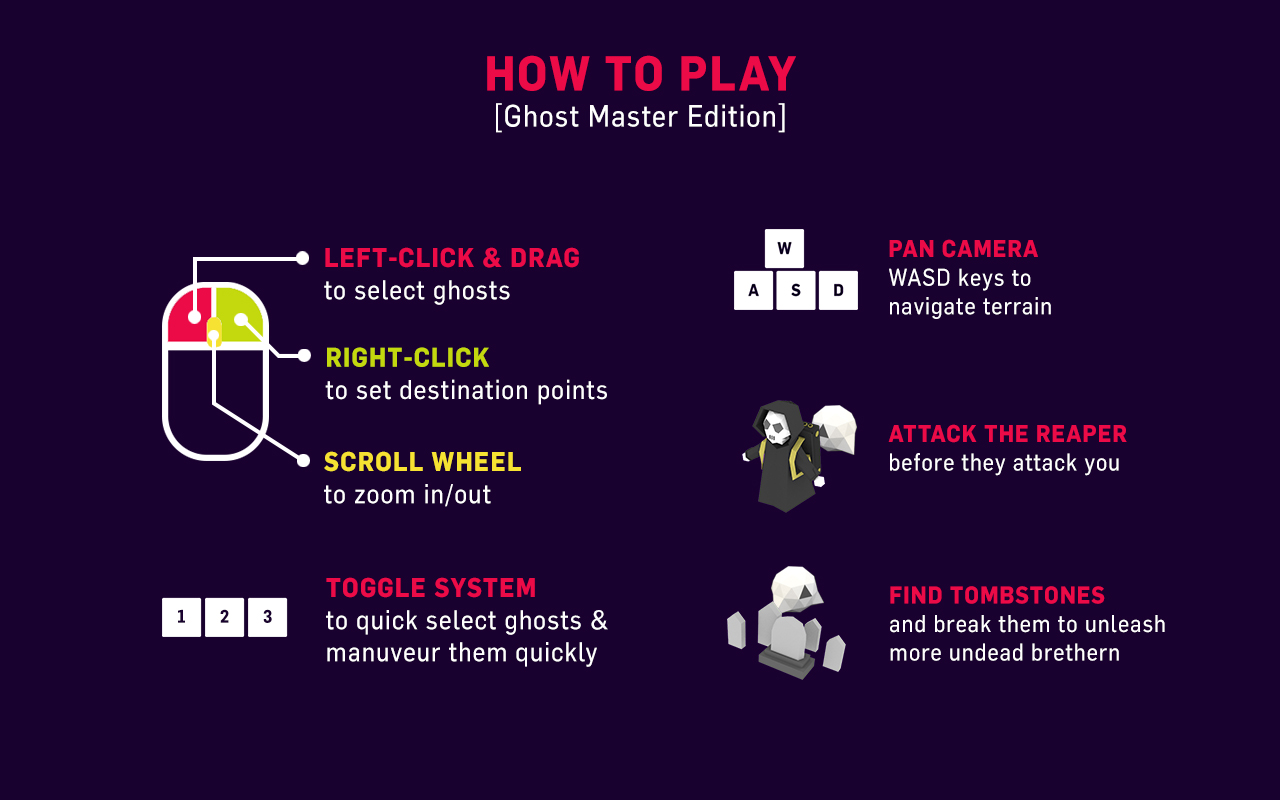 HOW TO PLAY
[Ghost Master Edition]
LEFT-CLICK & DRAG
to select ghosts
RIGHT-CLICK
to set destination points
SCROLL WHEEL
to zoom in/out
1 2 3
TOGGLE SYSTEM
to quick select ghosts &
manuveur them quickly
W
A S D
PAN CAMERA
WASD keys to
navigate terrain
ATTACK THE REAPER
before they attack you
FIND TOMBSTONES
and break them to unleash
more undead brethern